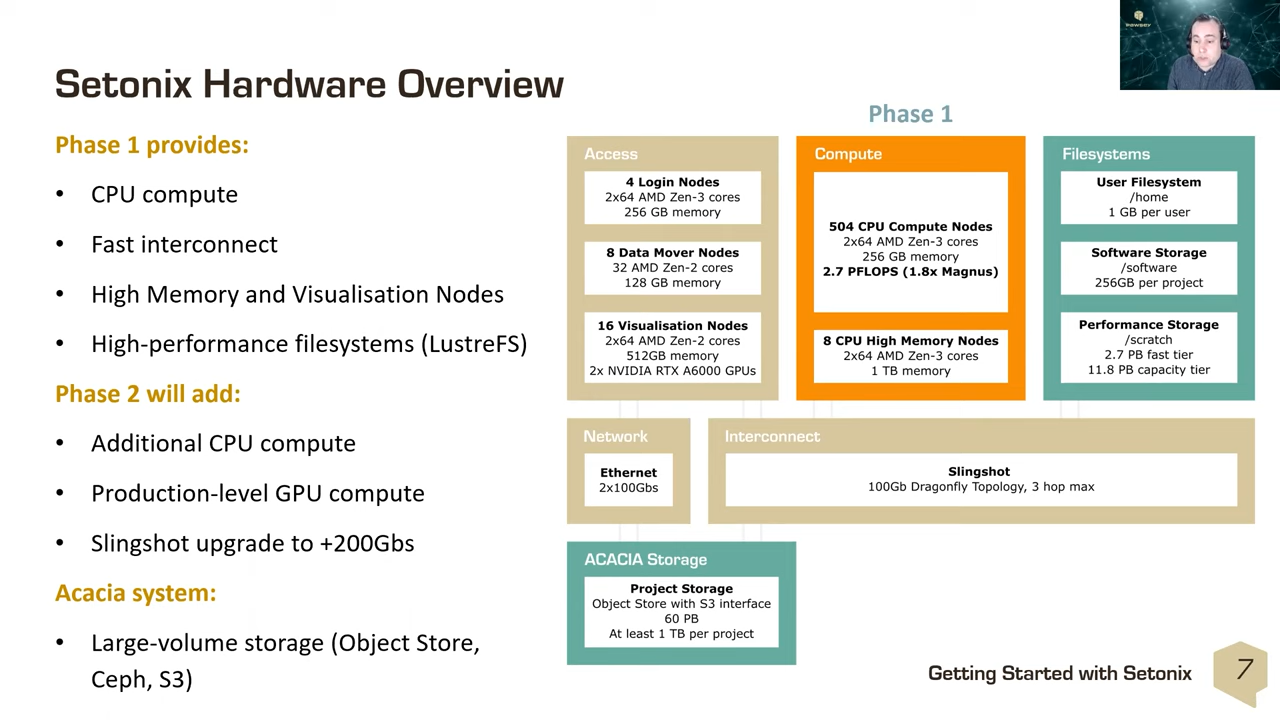 Setonix Hardware Overview
Phase 1 provides:
• CPU compute
• Fast interconnect
• High Memory and Visualisation Nodes
• High-performance filesystems (LustreFS)
Phase 2 will add:
• Additional CPU compute
• Production-level GPU compute
• Slingshot upgrade to +200Gbs
Acacia system:
• Large-volume storage (Object Store,
Ceph, S3)
Phase 1
Access
4 Login Nodes
2x64 AMD Zen-3 cores
256 GB memory
8 Data Mover Nodes
32 AMD Zen-2 cores
128 GB memory
16 Visualisation Nodes
2x64 AMD Zen-2 cores
512GB memory
2x NVIDIA RTX A6000 GPUs
Compute
504 CPU Compute Nodes
2x64 AMD Zen-3 cores
256 GB memory
2.7 PFLOPS (1.8x Magnus)
8 CPU High Memory Nodes
2x64 AMD Zen-3 cores
1 TB memory
Filesystems
User Filesystem
/home
1 GB per user
Software Storage
/software
256GB per project
Performance Storage
/scratch
2.7 PB fast tier
11.8 PB capacity tier
Network
Ethernet
2x100Gbs
Interconnect
Slingshot
100Gb Dragonfly Topology, 3 hop max
ACACIA Storage
Project Storage
Object Store with S3 interface
60 PB
At least 1 TB per project
Getting Started with Setonix
7
pawsey